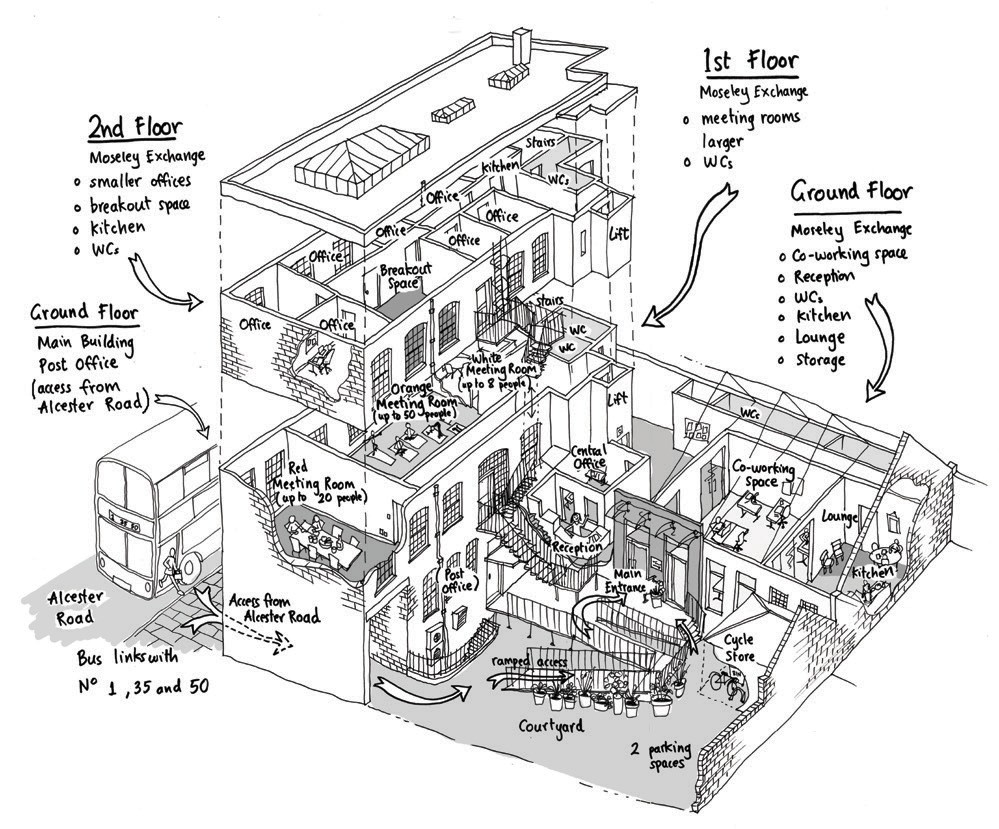 2nd Floor
Moseley Exchange
o smaller offices
o breakout space
o kitchen
o WCs
1st Floor
Moseley Exchange
o meeting rooms
larger
o WCs
Ground Floor
Moseley Exchange
o Co-working space
o Reception
o WCs
o Kitchen
o Lounge
o Storage
Ground Floor
Main Building
Post Office
(access from
Alcester Road)
Stairs
Kitchen
WCs
Office
Office
Office
Office
Office
Lift
Breakout
Space
Office
Office
Stairs
WC
WC
White
Meeting Room
(up to 8 people)
Orange
Meeting Room
(up to 50 people)
Lift
Red
Meeting Room
(up to 20 people)
Central
Office
Reception
WCs
Co-working
Space
Lounge
Kitchen
1 35 50
(Post
Office)
Main
Entrance
Alcester
Road
Access from
Alcester Road
Bus links with
No 1, 35 and 50
ramped access
Cycle
Store
Courtyard
2 parking
spaces